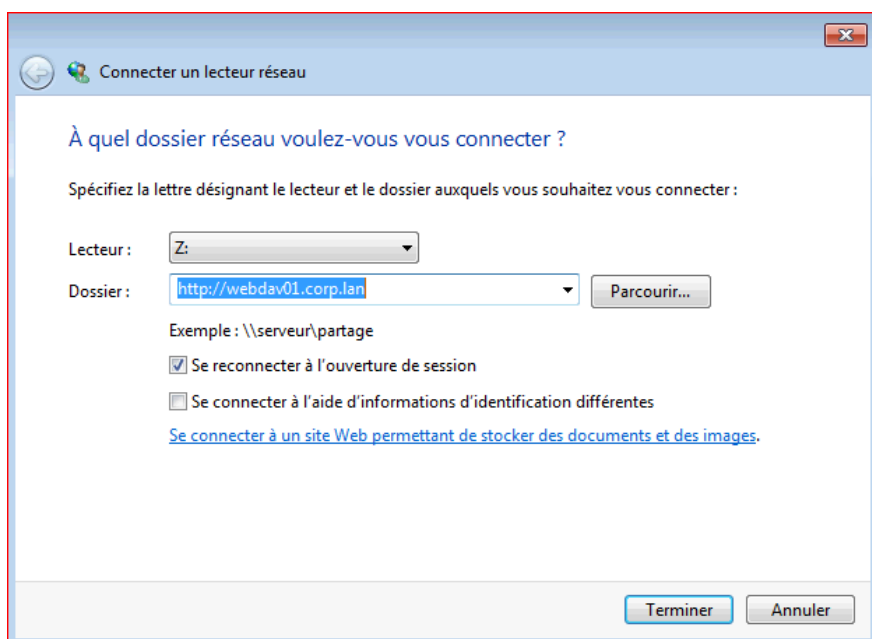 Connecter un lecteur réseau
À quel dossier réseau voulez-vous vous connecter ?
Spécifiez la lettre désignant le lecteur et le dossier auxquels vous souhaitez vous connecter :
Lecteur : Z:
Dossier : http://webdav01.corp.lan Parcourir...
Exemple : \\serveur\partage
Se reconnecter à l'ouverture de session
Se connecter à l'aide d'informations d'identification différentes
Se connecter à un site Web permettant de stocker des documents et des images.
Terminer Annuler